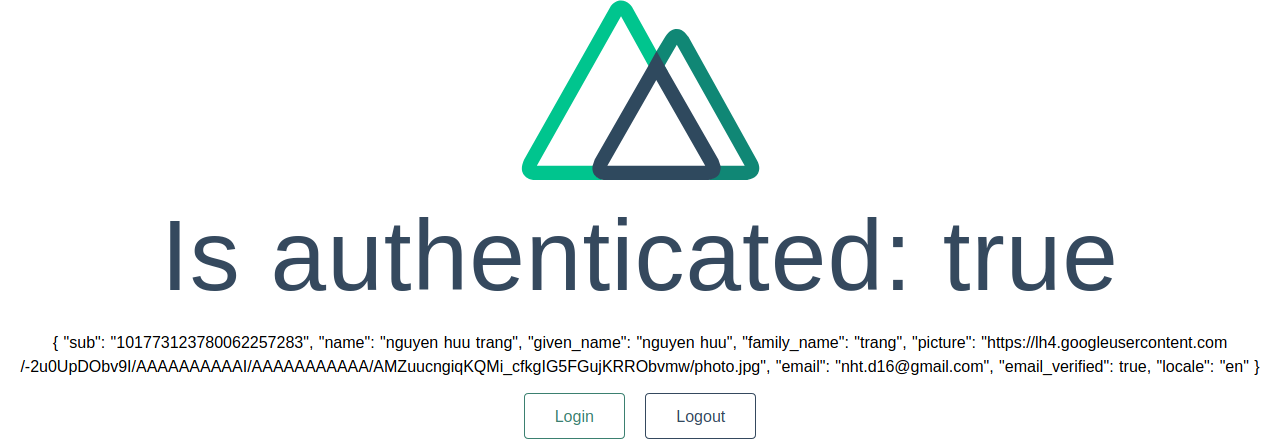 Is authenticated: true
{ "sub": "101773123780062257283", "name": "nguyen huu trang", "given_name": "nguyen huu", "family_name": "trang", "picture": "https://lh4.googleusercontent.com
/-2u0UpDObv9I/AAAAAAAAAAI/AAAAAAAAAAA/AMZuucngiqKQMi_cfkgIG5FGujKRRObvmw/photo.jpg", "email": "nht.d16@gmail.com", "email_verified": true, "locale": "en" }
Login
Logout